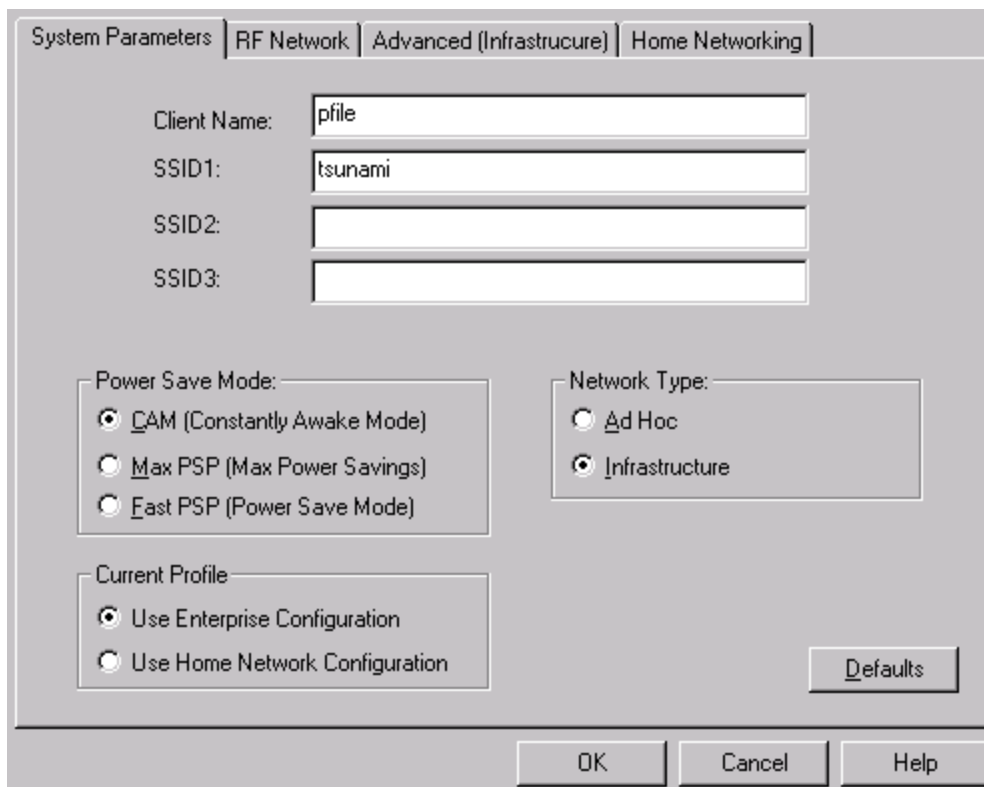 System Parameters RF Network Advanced (Infrastrucure) Home Networking
Client Name: pfile
SSID1: tsunami
SSID2:
SSID3:
Power Save Mode:
CAM (Constantly Awake Mode)
Max PSP (Max Power Savings)
Fast PSP (Power Save Mode)
Network Type:
Ad Hoc
Infrastructure
Current Profile
Use Enterprise Configuration
Use Home Network Configuration
Defaults
OK Cancel Help